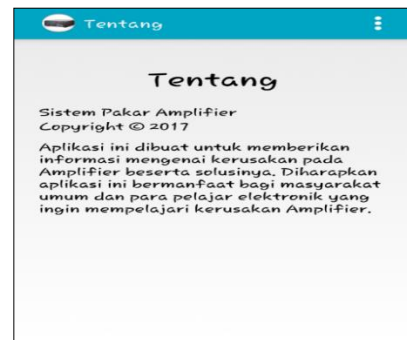 Tentang
Tentang
Sistem Pakar Amplifier
Copyright © 2017
Aplikasi ini dibuat untuk memberikan
informasi mengenai kerusakan pada
Amplifier beserta solusinya. Diharapkan
aplikasi ini bermanfaat bagi masyarakat
umum dan para pelajar elektronik yang
ingin mempelajari kerusakan Amplifier.